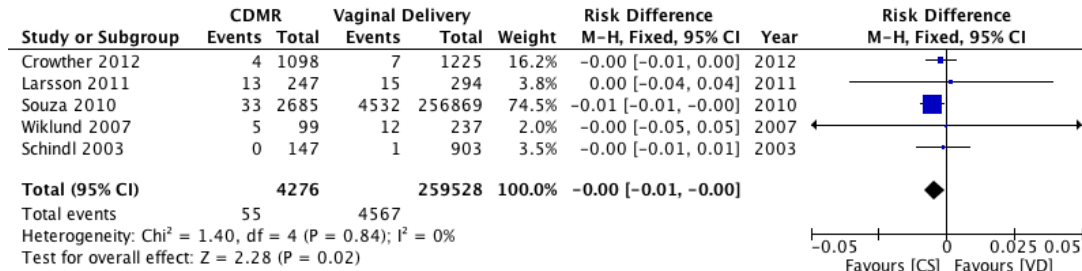 CDMR Vaginal Delivery Risk Difference Risk Difference
Study or Subgroup Events Total Events Total Weight M-H, Fixed, 95% CI Year M-H, Fixed, 95% CI
Crowther 2012 4 1098 7 1225 16.2% -0.00 [-0.01, 0.00] 2012
Larsson 2011 13 247 15 294 3.8% 0.00 [-0.04, 0.04] 2011
Souza 2010 33 2685 4532 256869 74.5% -0.01 [-0.01, -0.00] 2010
Wiklund 2007 5 99 12 237 2.0% -0.00 [-0.05, 0.05] 2007
Schindl 2003 0 147 1 903 3.5% -0.00 [-0.01, 0.01] 2003
Total (95% CI) 4276 259528 100.0% -0.00 [-0.01, -0.00]
Total events 55 4567
Heterogeneity: Chi² = 1.40, df = 4 (P = 0.84); I² = 0%
Test for overall effect: Z = 2.28 (P = 0.02)
-0.05 0 0.025 0.05
Favours [CS] Favours [VD]